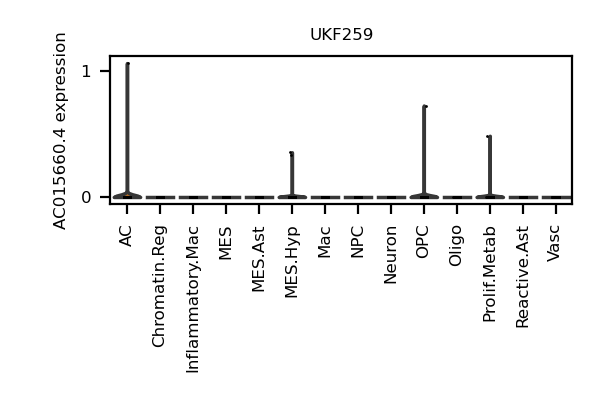 UKF259
AC015660.4 expression
1
0
AC
Chromatin.Reg
Inflammatory.Mac
MES
MES.Ast
MES.Hyp
Mac
NPC
Neuron
OPC
Oligo
Prolif.Metab
Reactive.Ast
Vasc